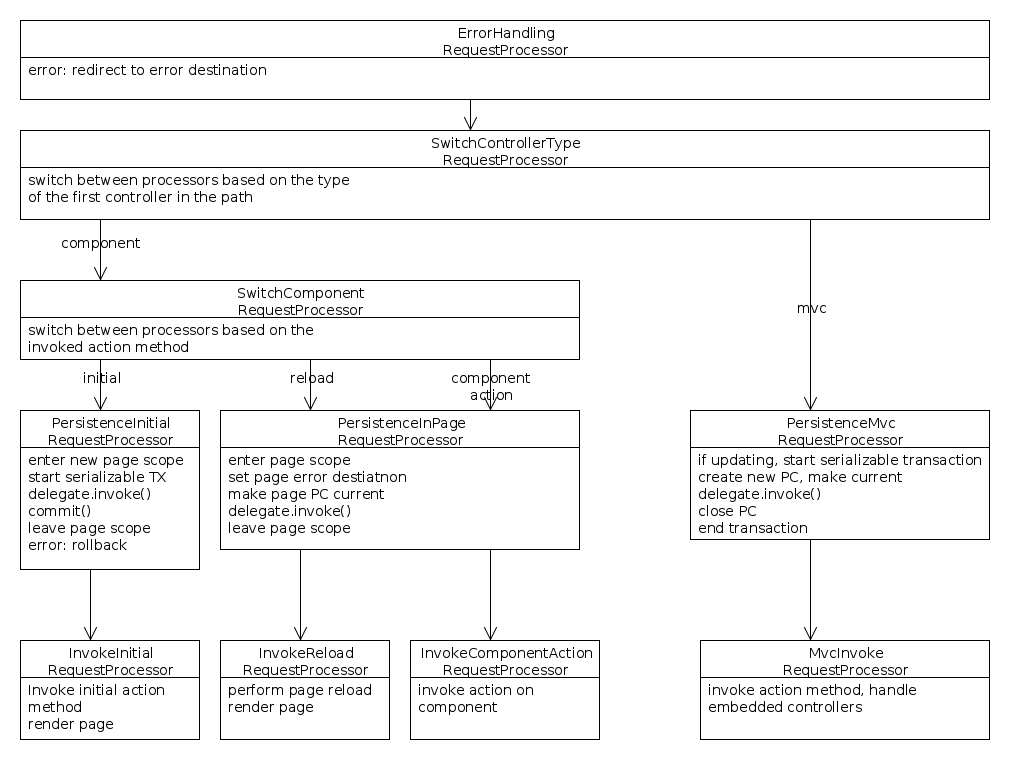 ErrorHandling
RequestProcessor
error: redirect to error destination
SwitchControllerType
RequestProcessor
switch between processors based on the type
of the first controller in the path
component
mvc
SwitchComponent
RequestProcessor
switch between processors based on the
invoked action method
initial
reload
component
action
PersistenceInitial
RequestProcessor
enter new page scope
start serializable TX
delegate.invoke()
commit()
leave page scope
error: rollback
PersistenceInPage
RequestProcessor
enter page scope
set page error destiatnon
make page PC current
delegate.invoke()
leave page scope
PersistenceMvc
RequestProcessor
if updating, start serializable transaction
create new PC, make current
delegate.invoke()
close PC
end transaction
InvokeInitial
RequestProcessor
Invoke initial action
method
render page
InvokeReload
RequestProcessor
perform page reload
render page
InvokeComponentAction
RequestProcessor
invoke action on
component
MvcInvoke
RequestProcessor
invoke action method, handle
embedded controllers